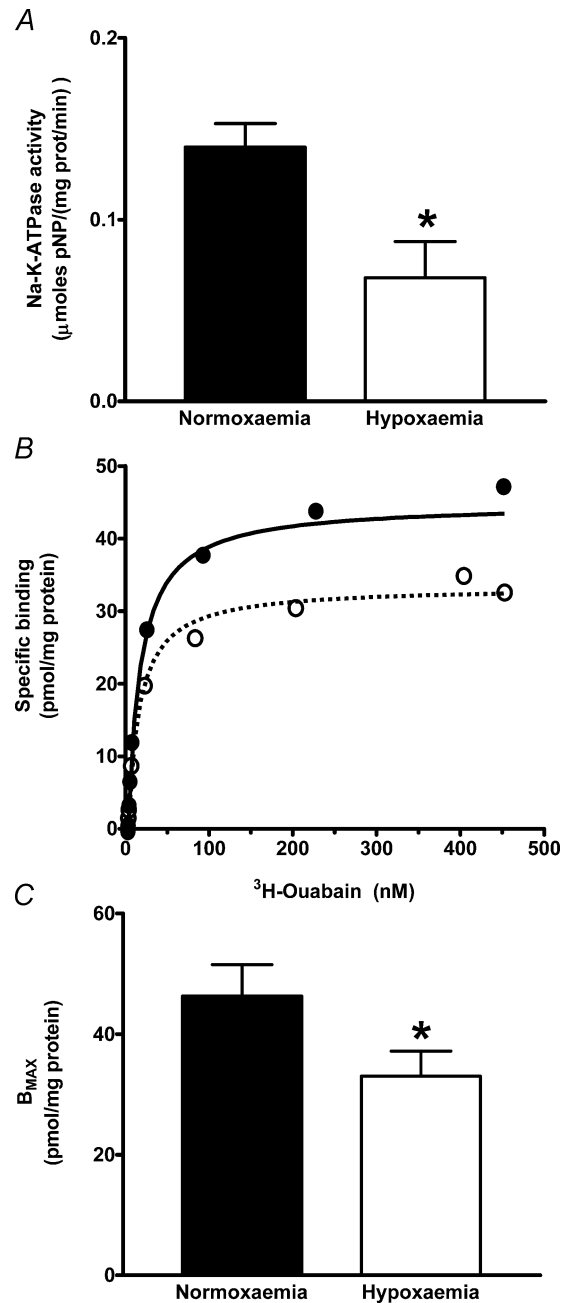 A
0.2
0.1
0.0
Na-K-ATPase activity
(μmoles pNP/(mg prot/min) )
*
Normoxaemia Hypoxaemia
B
50
40
30
20
10
0
Specific binding
(pmol/mg protein)
0 100 200 300 400 500
3H-Ouabain (nM)
C
60
40
20
0
BMAX
(pmol/mg protein)
*
Normoxaemia Hypoxaemia